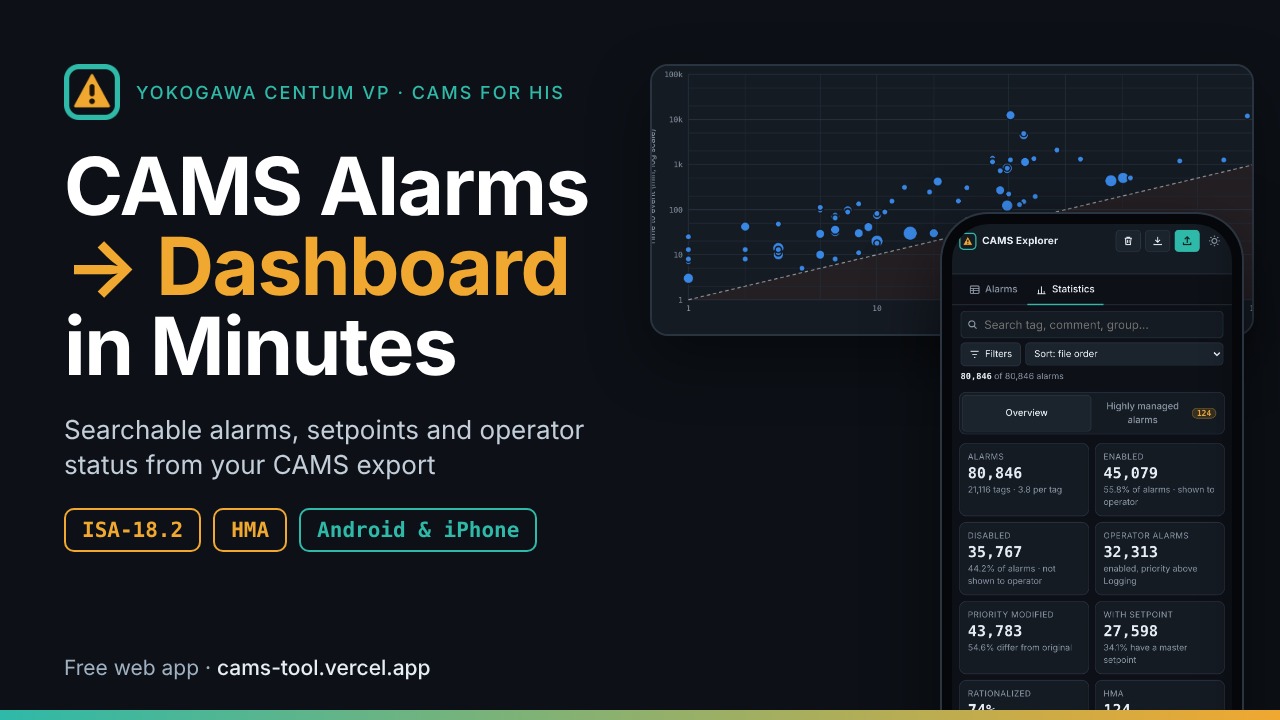 YOKOGAWA CENTUM VP · CAMS FOR HIS
CAMS Alarms
→ Dashboard
in Minutes
Searchable alarms, setpoints and operator
status from your CAMS export
ISA-18.2
HMA
Android & iPhone
Free web app · cams-tool.vercel.app
100k
10k
1k
100
10
1
1
10
CAMS Explorer
Alarms
Statistics
Search tag, comment, group...
Filters
Sort: file order
80,846 of 80,846 alarms
Overview
Highly managed
alarms
124
ALARMS
80,846
21,116 tags · 3.8 per tag
ENABLED
45,079
55.8% of alarms · shown to
operator
DISABLED
35,767
44.2% of alarms · not
shown to operator
OPERATOR ALARMS
32,313
enabled, priority above
Logging
PRIORITY MODIFIED
43,783
54.6% differ from original
WITH SETPOINT
27,598
34.1% have a master
setpoint
RATIONALIZED
74%
HMA
124